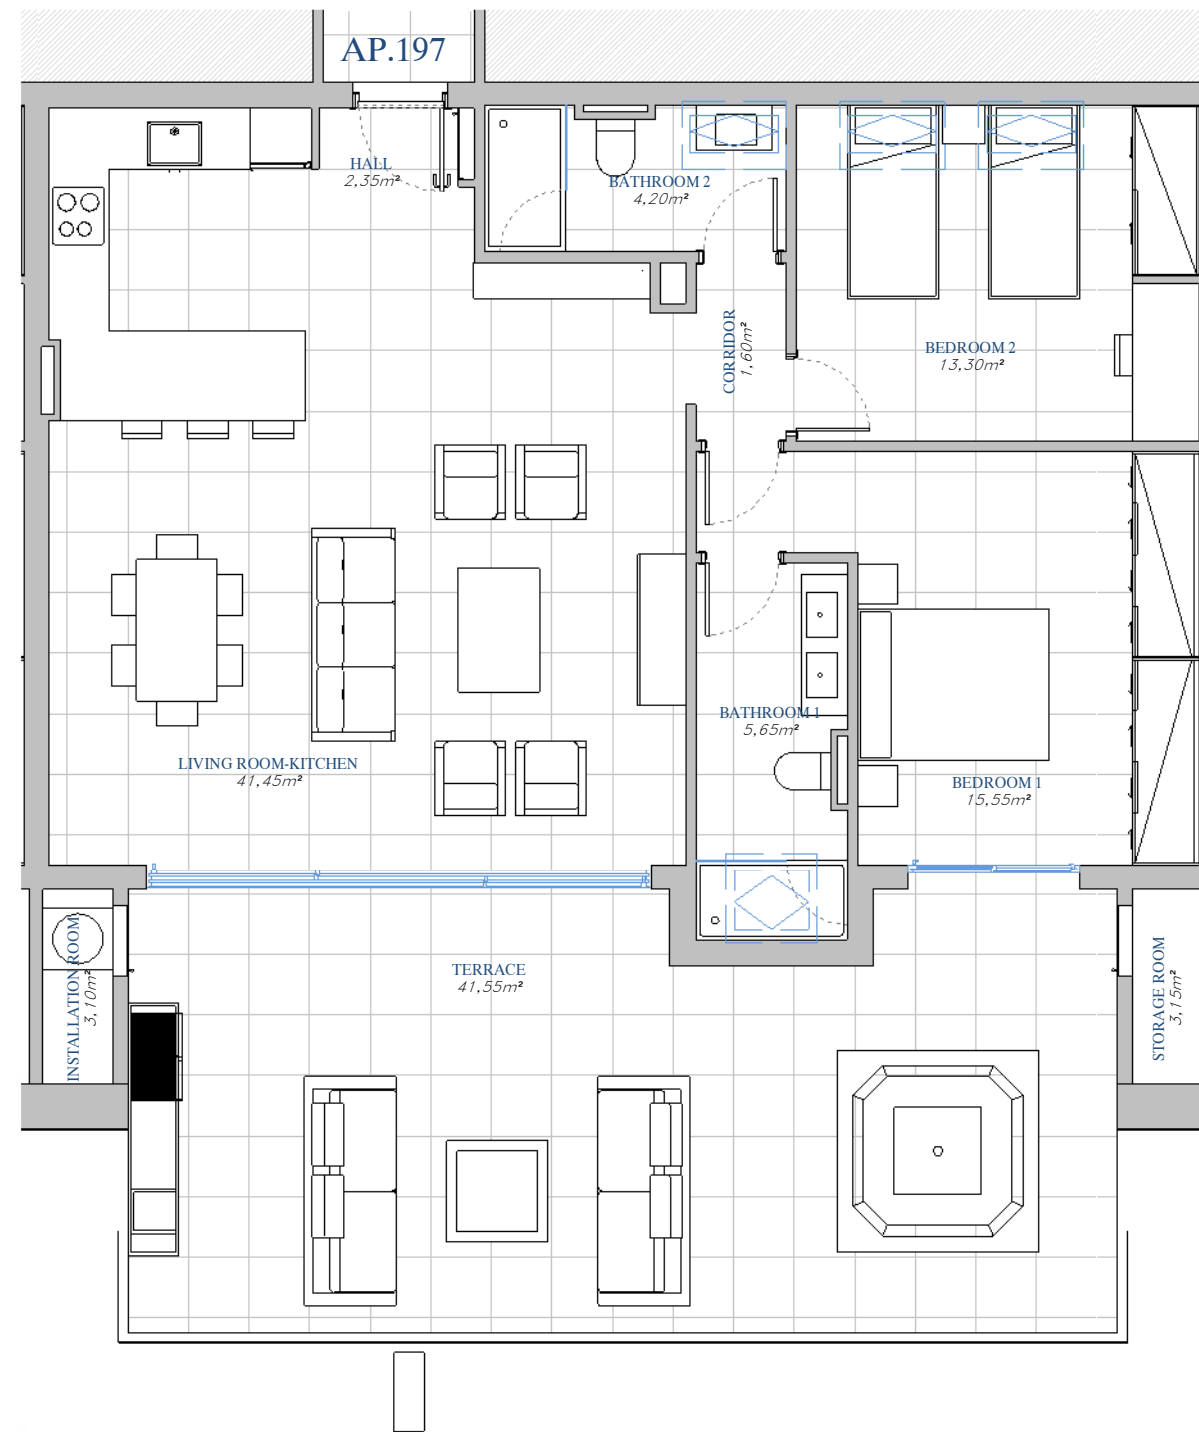 AP.197
HALL
2,35m²
BATHROOM 2
4,20m²
CORRIDOR
1,60m²
BEDROOM 2
13,30m²
LIVING ROOM-KITCHEN
41,45m²
BATHROOM 1
5,65m²
BEDROOM 1
15,55m²
INSTALLATION ROOM
3,10m²
TERRACE
41,55m²
STORAGE ROOM
3,15m²